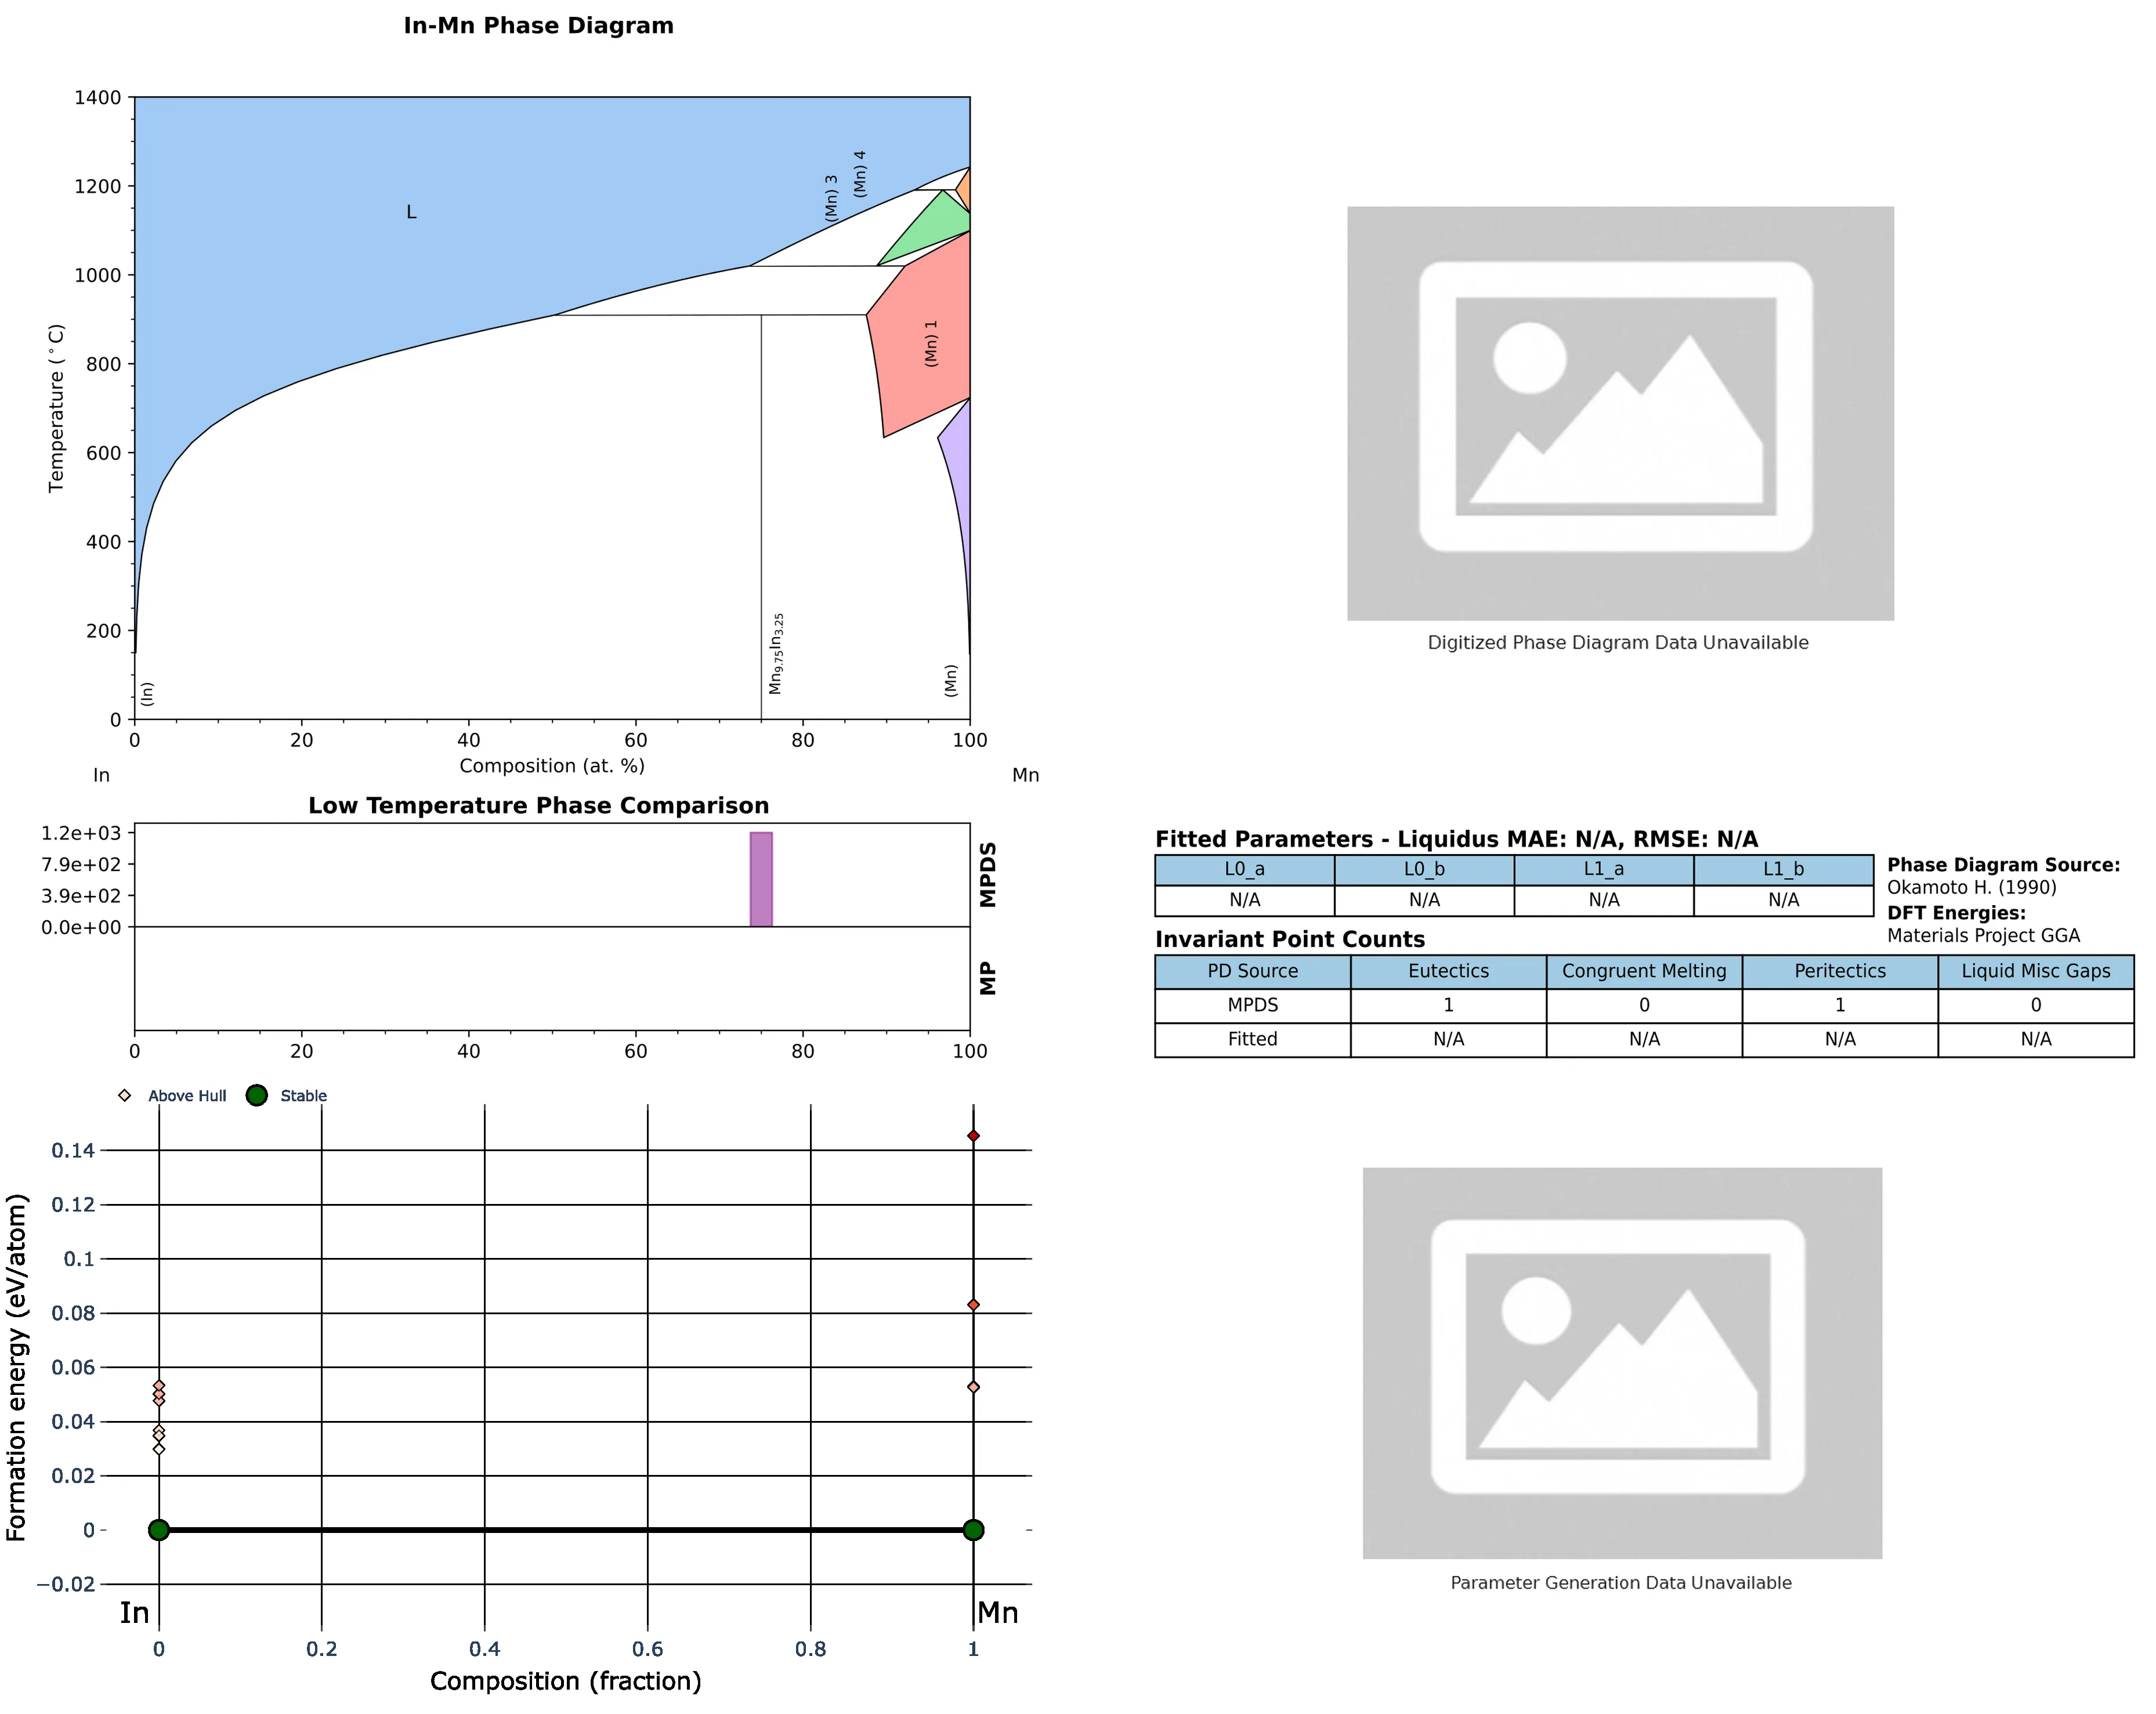 In-Mn Phase Diagram
1400
1200
1000
800
600
400
200
0
Temperature (°C)
L
(Mn) 3
(Mn) 4
(Mn) 1
(In)
Mn9.75In3.25
(Mn)
0 20 40 60 80 100
Composition (at. %)
In Mn
Digitized Phase Diagram Data Unavailable
Low Temperature Phase Comparison
1.2e+03
7.9e+02
3.9e+02
0.0e+00
MPDS
MP
0 20 40 60 80 100
Fitted Parameters - Liquidus MAE: N/A, RMSE: N/A
L0_a L0_b L1_a L1_b
N/A N/A N/A N/A
Phase Diagram Source:
Okamoto H. (1990)
DFT Energies:
Materials Project GGA
Invariant Point Counts
PD Source Eutectics Congruent Melting Peritectics Liquid Misc Gaps
MPDS 1 0 1 0
Fitted N/A N/A N/A N/A
Above Hull Stable
0.14
0.12
0.1
0.08
0.06
0.04
0.02
0
−0.02
Formation energy (eV/atom)
In Mn
0 0.2 0.4 0.6 0.8 1
Composition (fraction)
Parameter Generation Data Unavailable